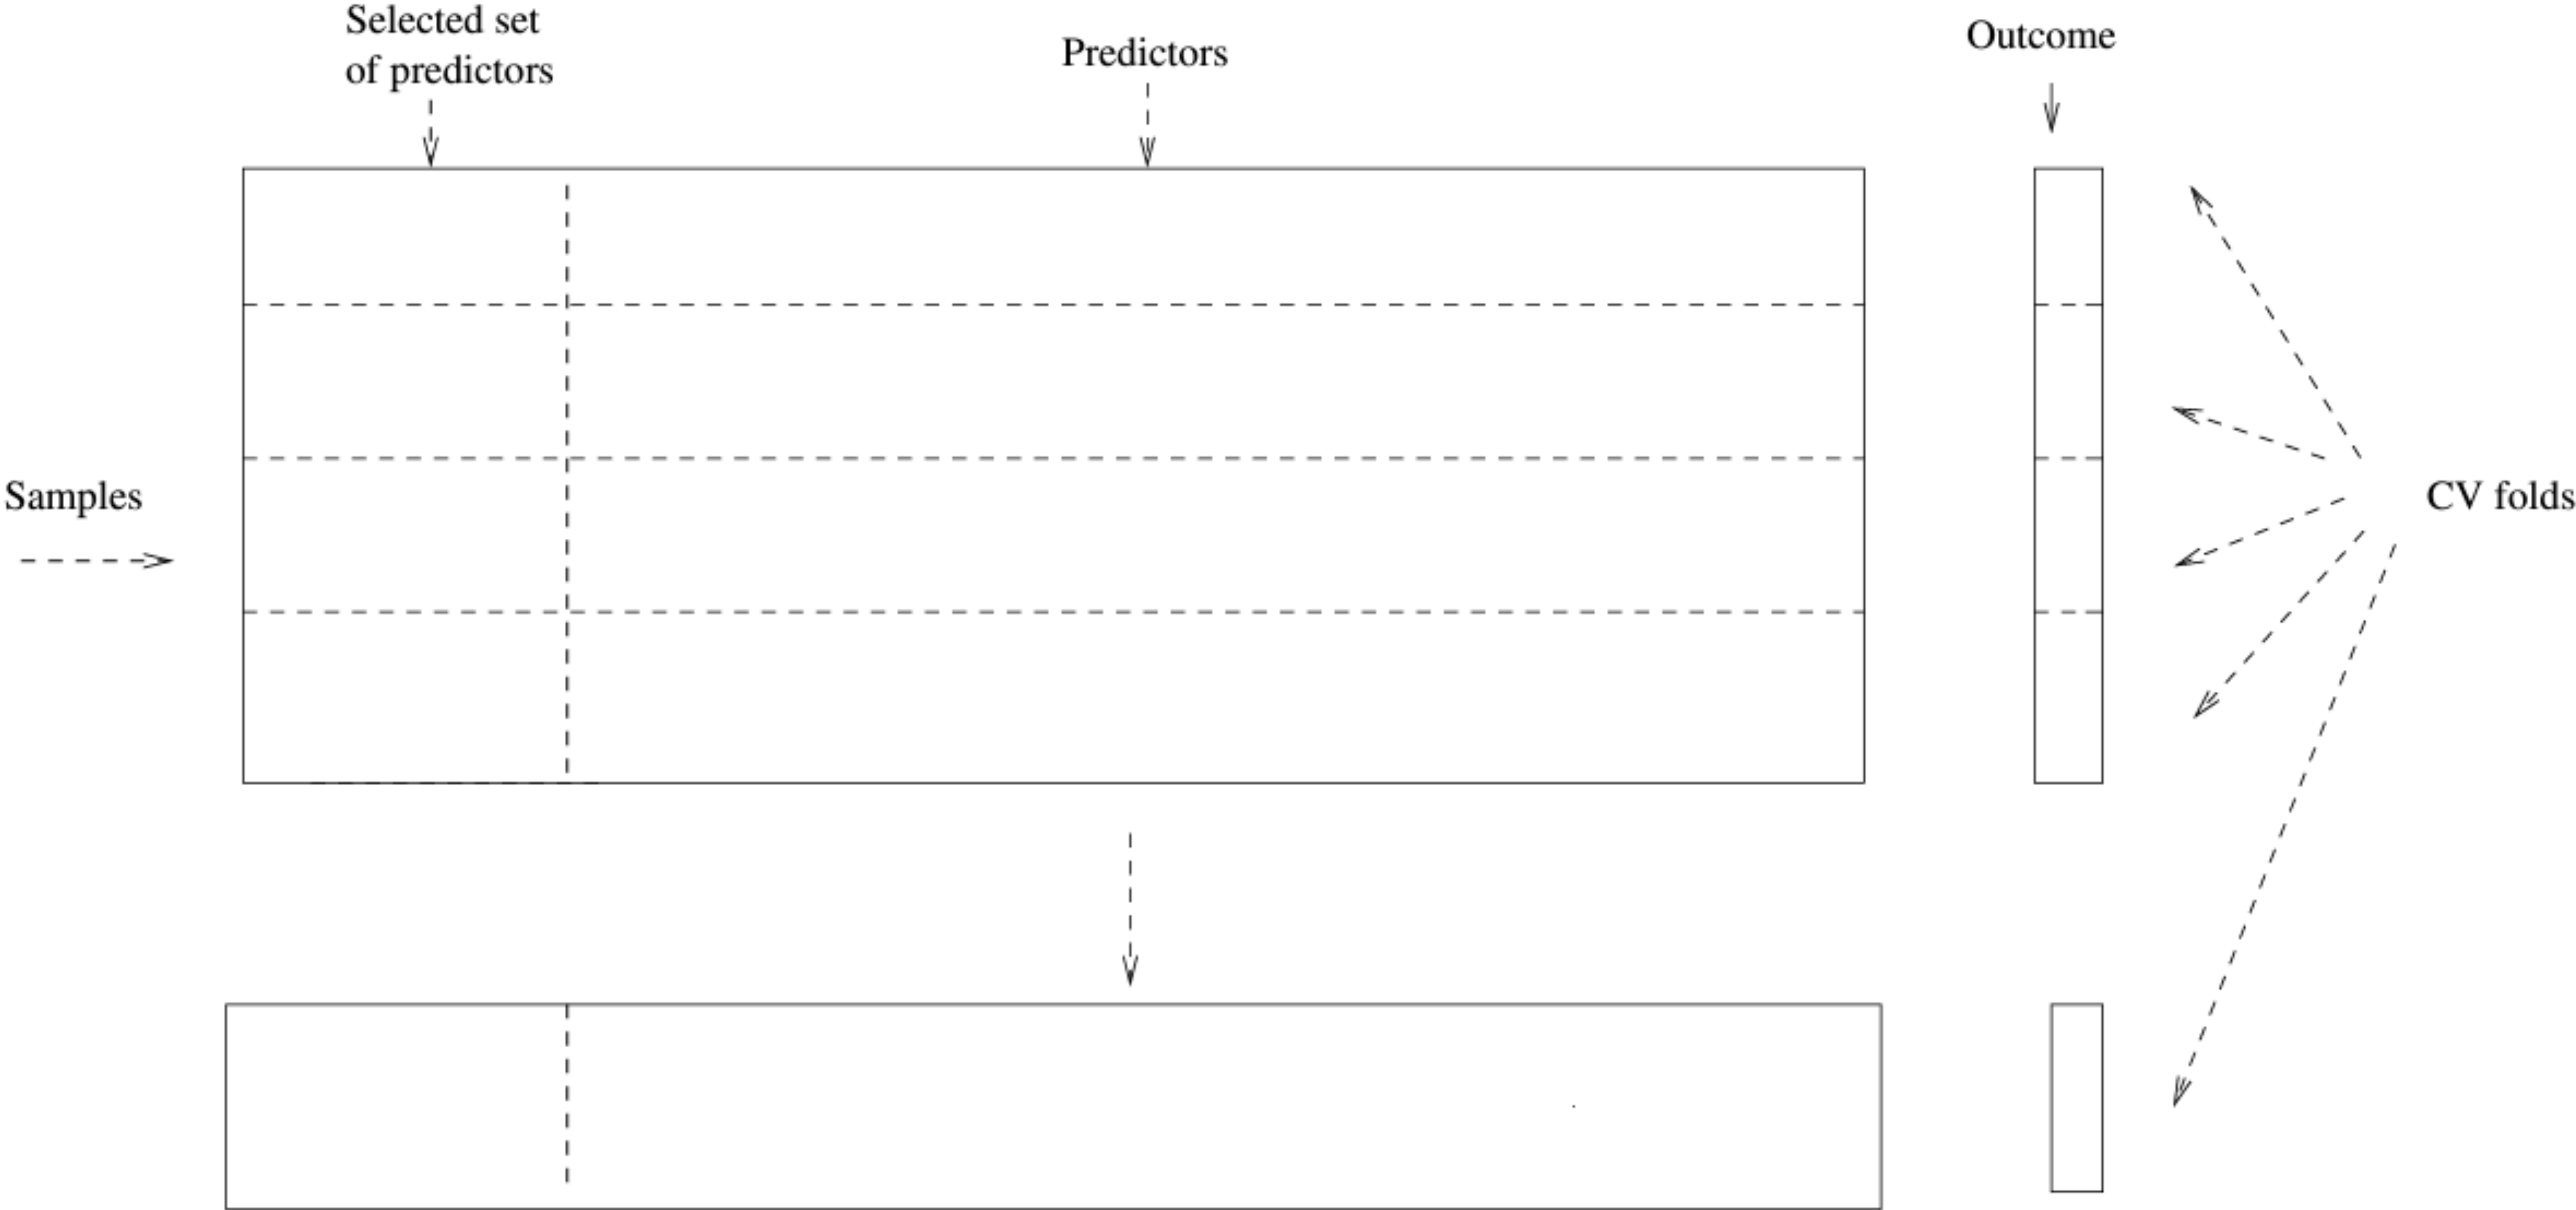 Selected set
of predictors
Predictors
Outcome
Samples
CV folds